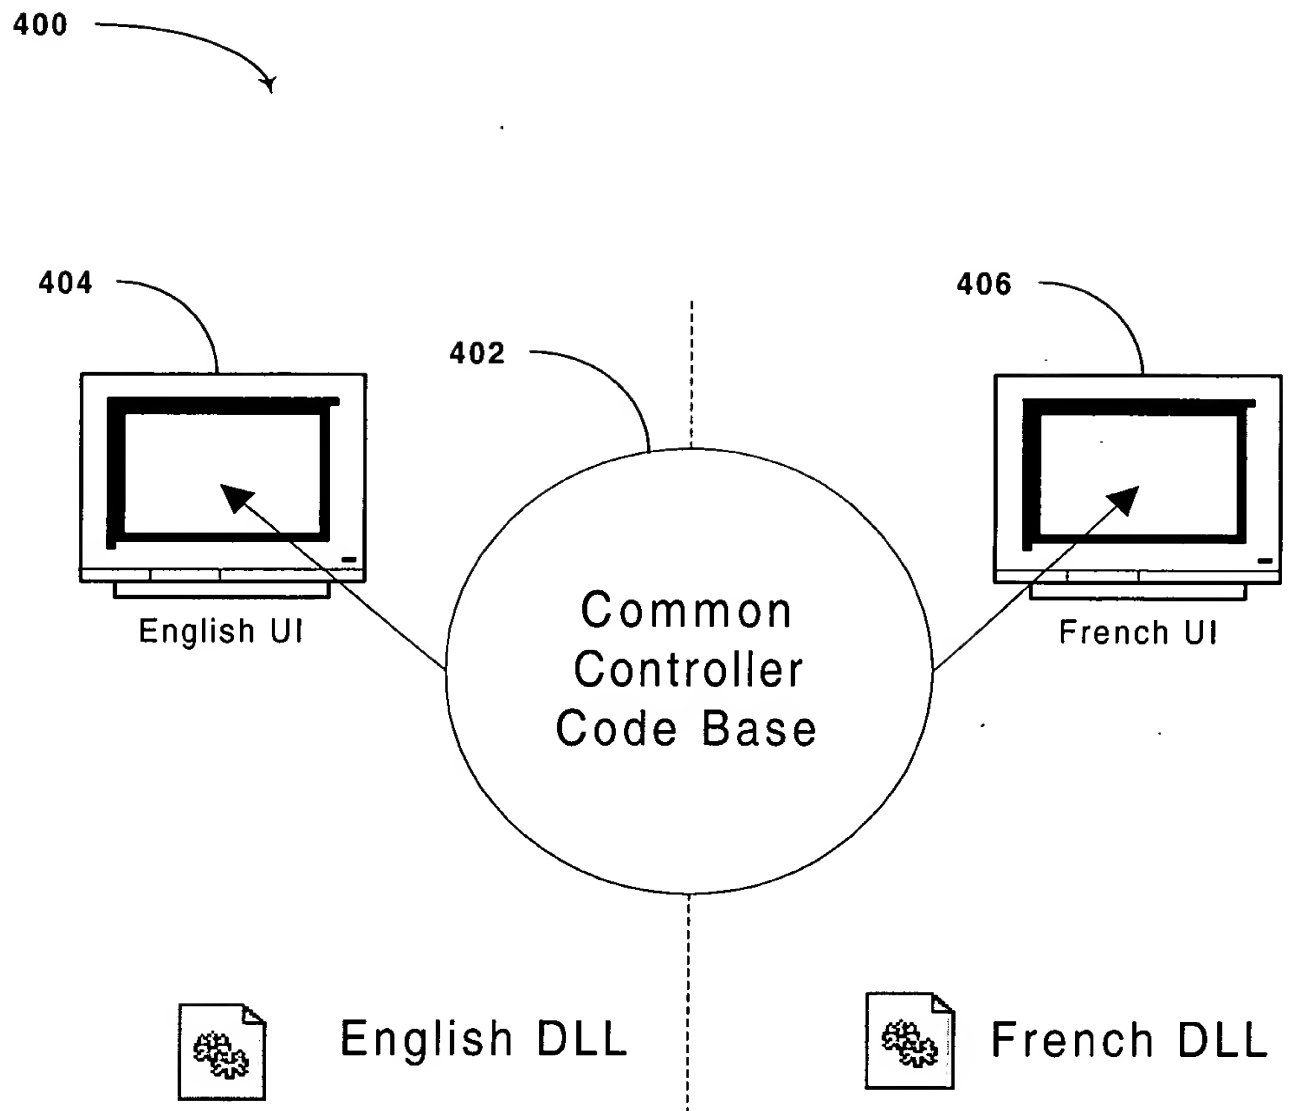 400
404
406
402
English UI
French UI
Common
Controller
Code Base
English DLL
French DLL